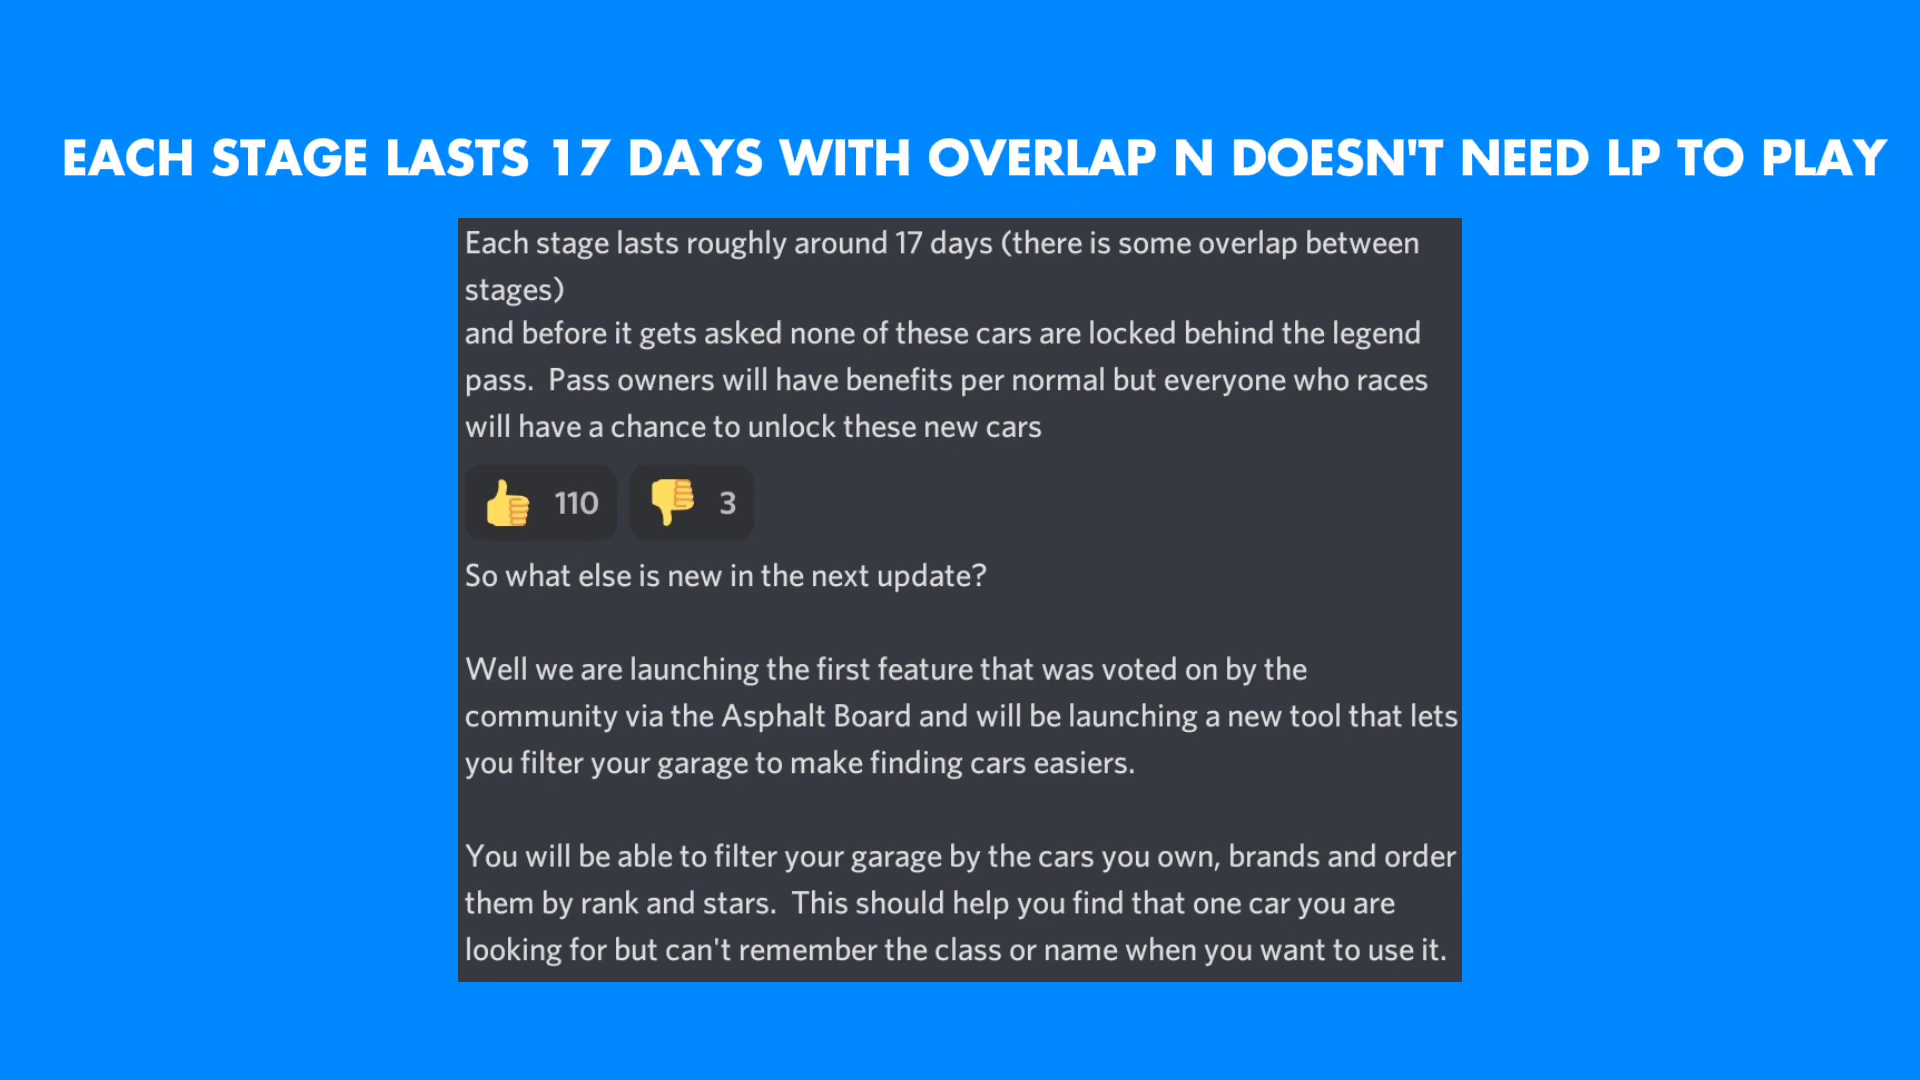 EACH STAGE LASTS 17 DAYS WITH OVERLAP N DOESN'T NEED LP TO PLAY
Each stage lasts roughly around 17 days (there is some overlap between
stages)
and before it gets asked none of these cars are locked behind the legend
pass.  Pass owners will have benefits per normal but everyone who races
will have a chance to unlock these new cars
110 3
So what else is new in the next update?
Well we are launching the first feature that was voted on by the
community via the Asphalt Board and will be launching a new tool that lets
you filter your garage to make finding cars easiers.
You will be able to filter your garage by the cars you own, brands and order
them by rank and stars.  This should help you find that one car you are
looking for but can't remember the class or name when you want to use it.